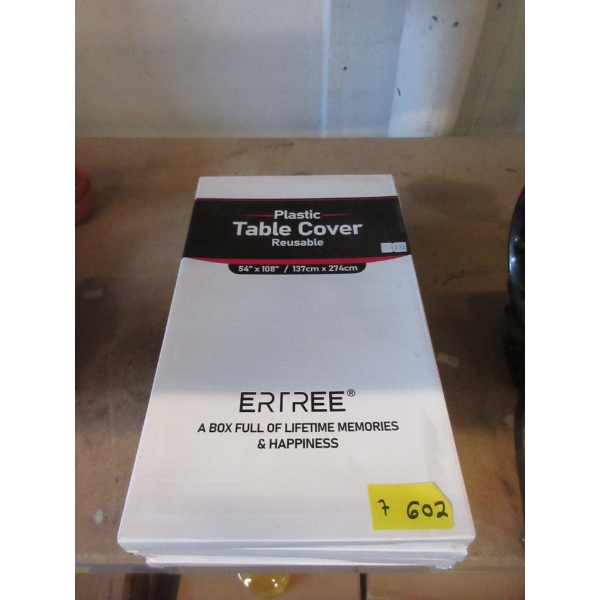 Plastic
Table Cover
Reusable
54" x 108" / 137cm x 274cm
ERTREE®
A BOX FULL OF LIFETIME MEMORIES
& HAPPINESS
7 602